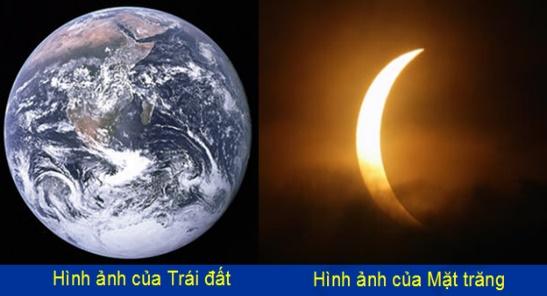 Hình ảnh của Trái đất
Hình ảnh của Mặt trăng